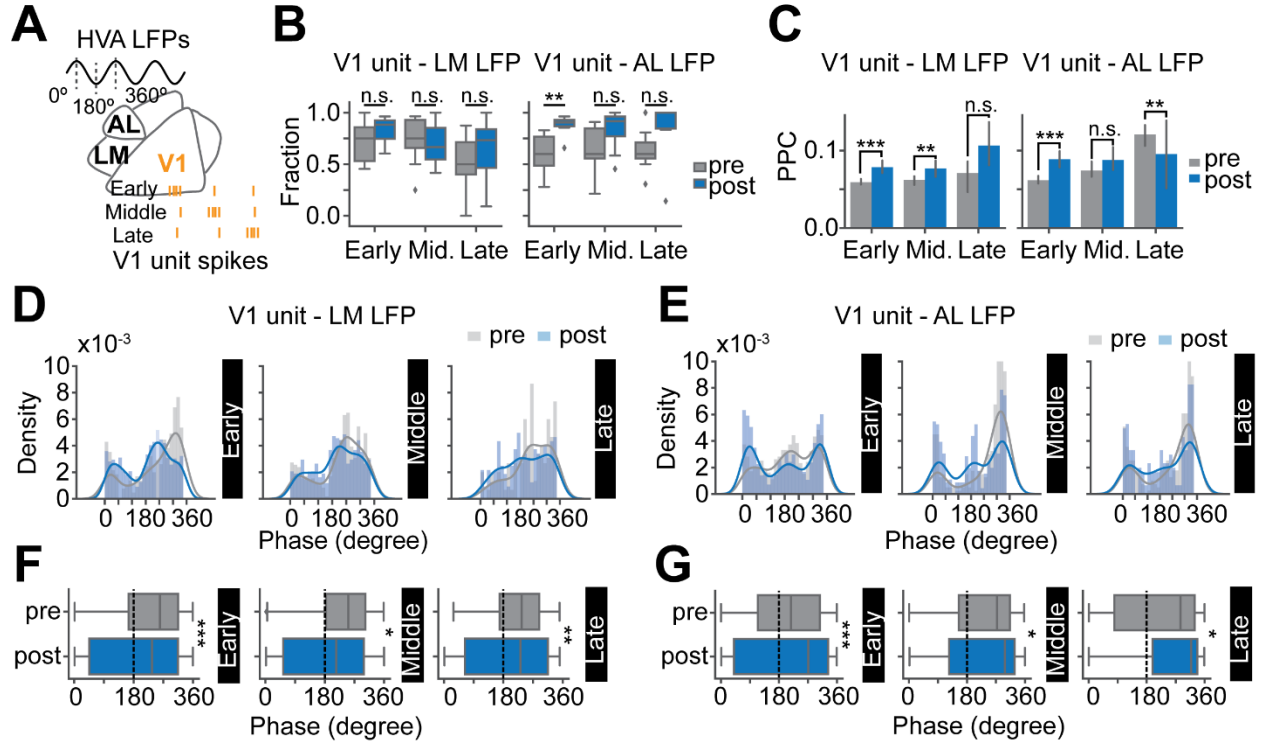 A
HVA LFPs
0º
180º
360º
AL
LM
V1
Early
Middle
Late
V1 unit spikes
B
V1 unit - LM LFP
V1 unit - AL LFP
n.s. n.s. n.s.
** n.s. n.s.
Fraction
1.0
0.5
0.0
Early Mid. Late
Early Mid. Late
pre
post
C
V1 unit - LM LFP
V1 unit - AL LFP
PPC
0.1
0.0
*** ** n.s.
*** n.s. **
Early Mid. Late
Early Mid. Late
pre
post
D
V1 unit - LM LFP
pre post
x10-3
Density
10
8
6
4
2
0
0 180 360
0 180 360
0 180 360
Early
Middle
Late
Phase (degree)
E
V1 unit - AL LFP
pre post
x10-3
Density
10
8
6
4
2
0
0 180 360
0 180 360
0 180 360
Early
Middle
Late
Phase (degree)
F
pre
post
***
Early
*
Middle
**
Late
0 180 360
0 180 360
0 180 360
Phase (degree)
G
pre
post
***
Early
*
Middle
*
Late
0 180 360
0 180 360
0 180 360
Phase (degree)